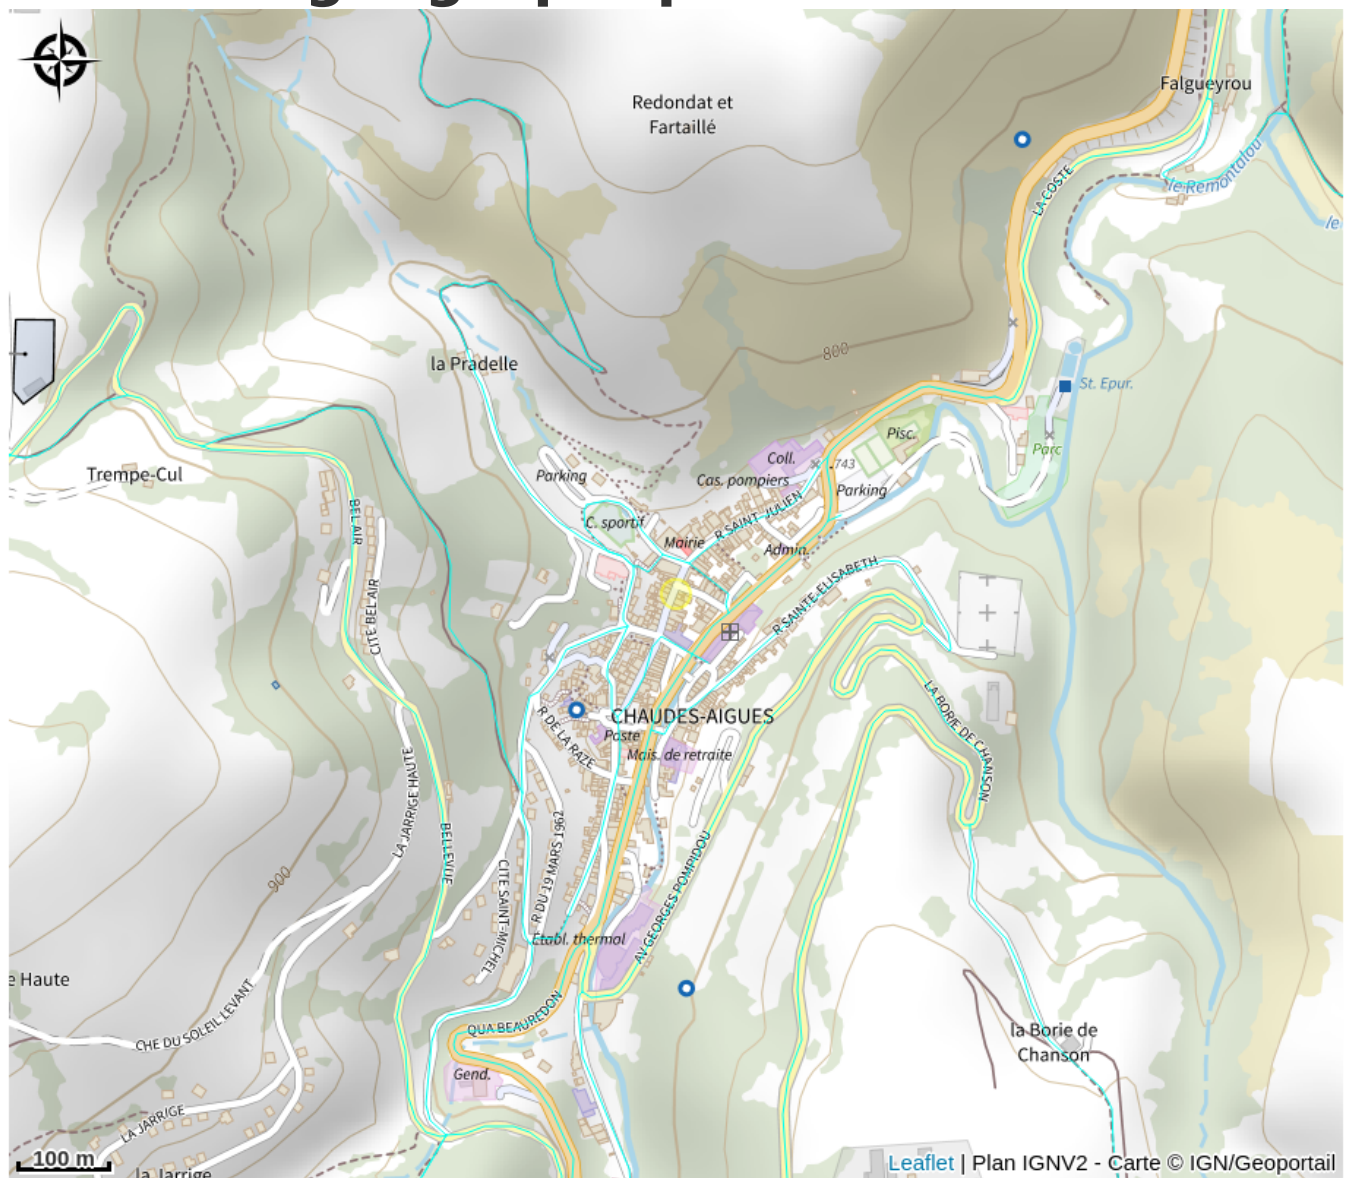 Redondat et
Fartaillé
Falgueyrou
le Remontalou
LA COSTE
le
800
la Pradelle
St. Epur.
Pisc.
Parc
Coll.
743
Trempe-Cul
Parking
Cas. pompiers
Parking
BEL AIR
C. sportif
R SAINT-JULIEN
Mairie
Admin.
CITE BEL AIR
R SAINTE-ELISABETH
LA BORIE DE CHANSON
R DE LA RAZE
CHAUDES-AIGUES
Poste
Mais. de retraite
LA JARRIGE HAUTE
BELLEVUE
900
CITE SAINT-MICHEL
R DU 19 MARS 1962
AV GEORGES POMPIDOU
Etabl. thermal
e Haute
CHE DU SOLEIL LEVANT
QUA BEAUREDON
la Borie de
Chanson
Gend.
LA JARRIGE
100 m
la Jarrige
Leaflet | Plan IGNV2 - Carte © IGN/Geoportail